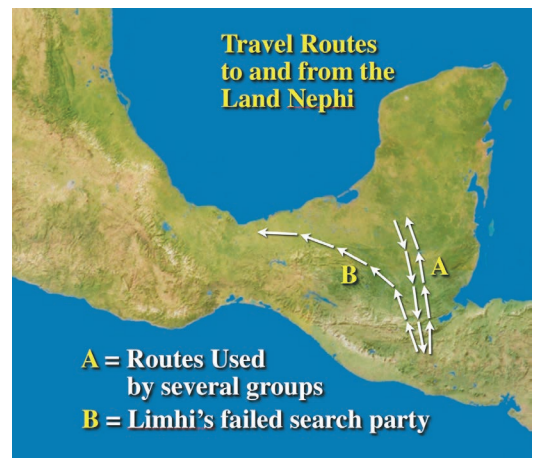 Travel Routes
to and from the
Land Nephi
A
B
A = Routes Used
by several groups
B = Limhi's failed search party